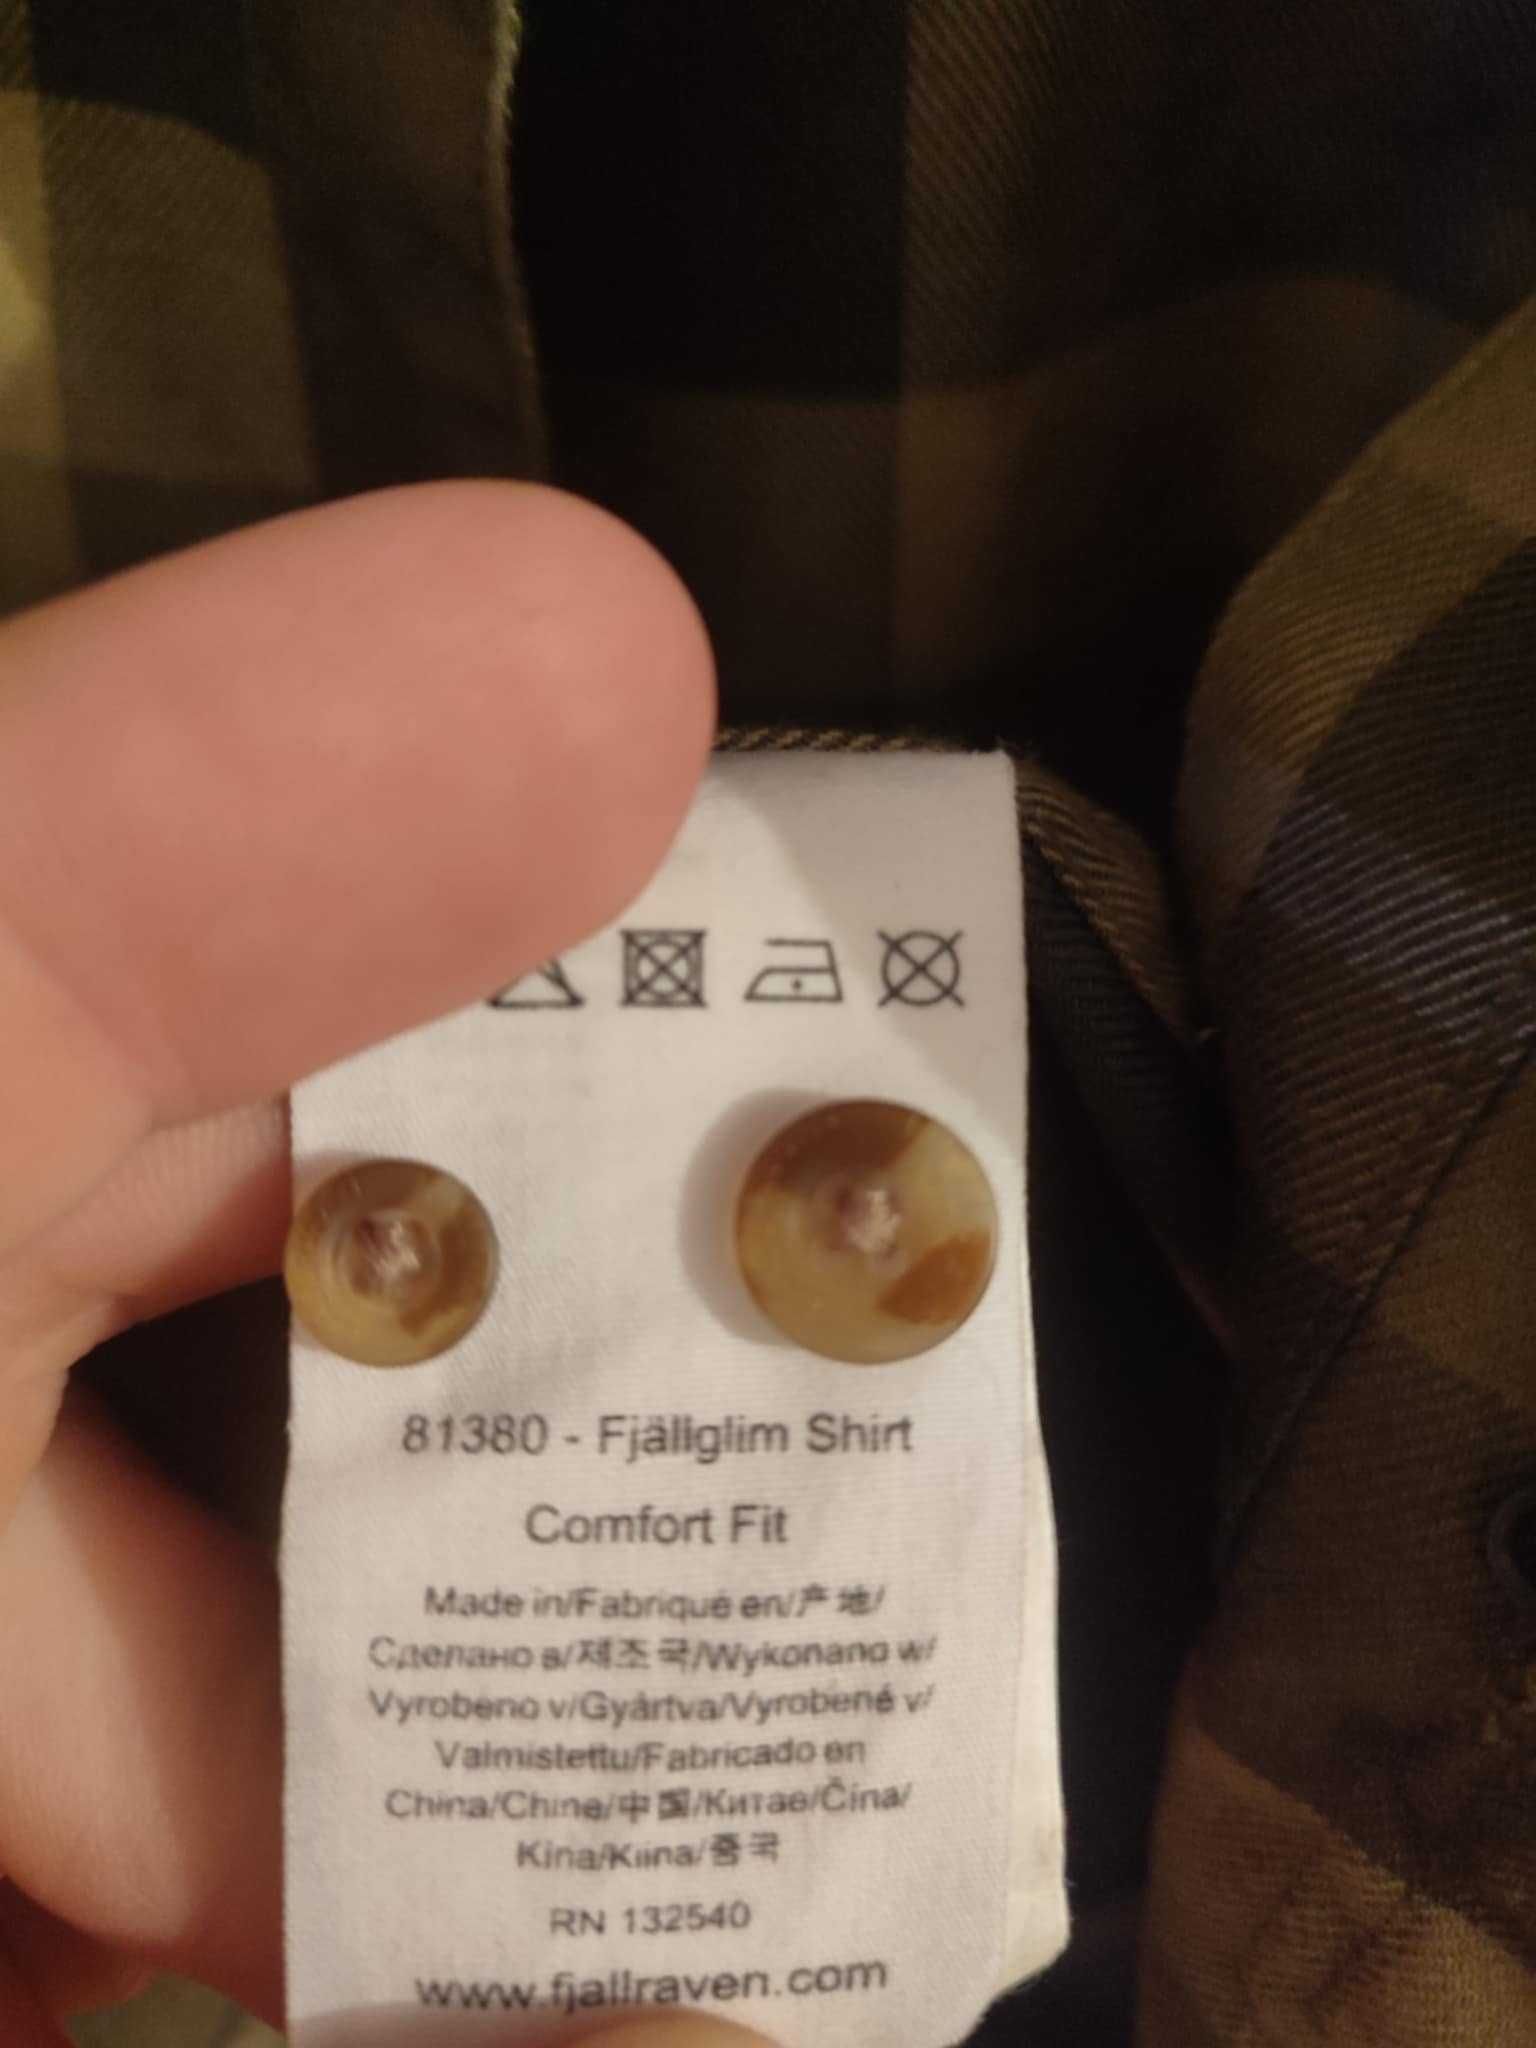 81380 - Fjällglim Shirt
Comfort Fit
Made in/Fabriqué en/产地/
Сделано в/제조국/Wykonano w/
Vyrobeno v/Gyártva/Vyrobené v/
Valmistettu/Fabricado en
China/Chine/中国/Китае/Čína/
Kína/Kiina/중국
RN 132540
www.fjallraven.com